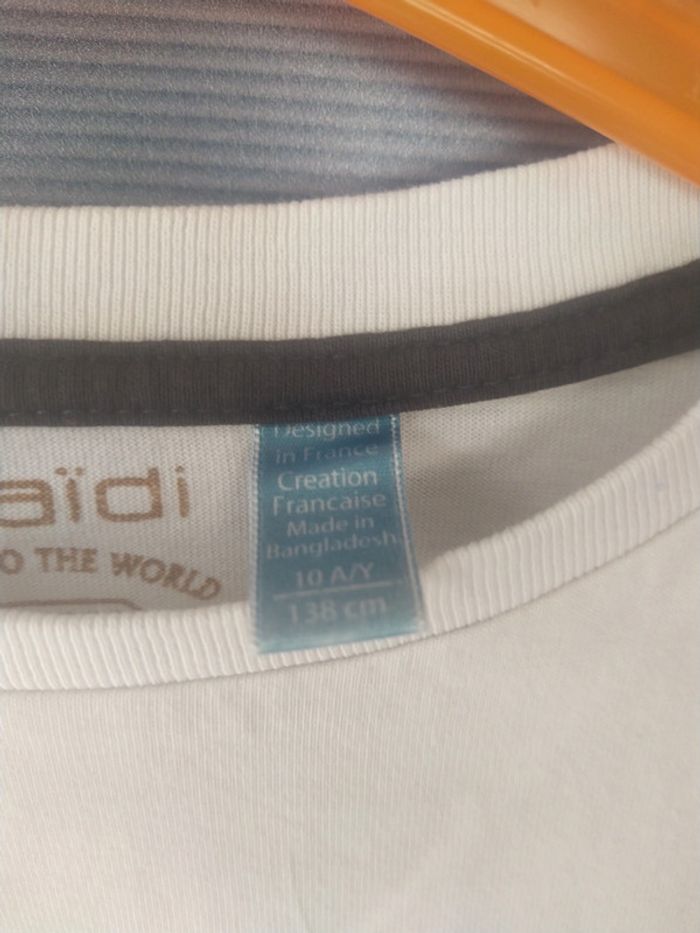 aïdi
O THE WORLD
Designed
in France
Creation
Francaise
Made in
Bangladesh
10 A/Y
138 cm